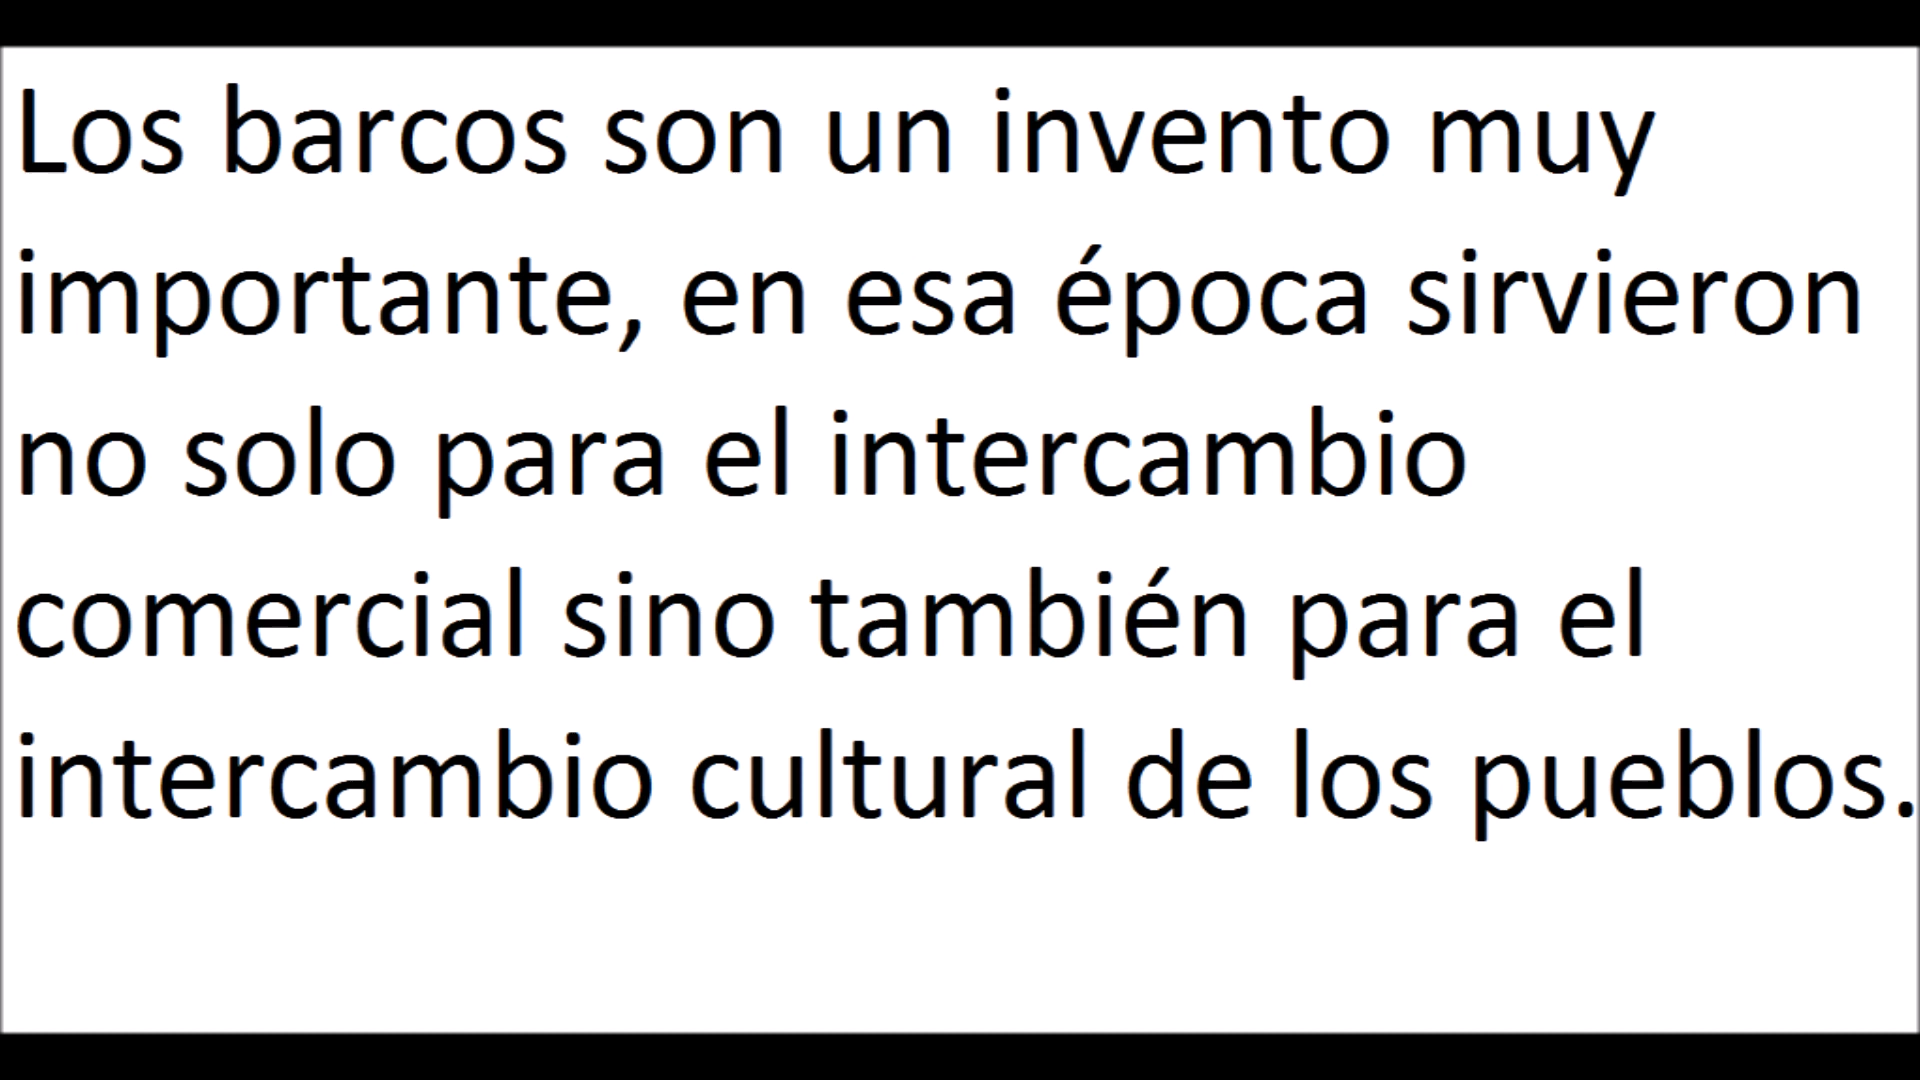 Los barcos son un invento muy
importante, en esa época sirvieron
no solo para el intercambio
comercial sino también para el
intercambio cultural de los pueblos.